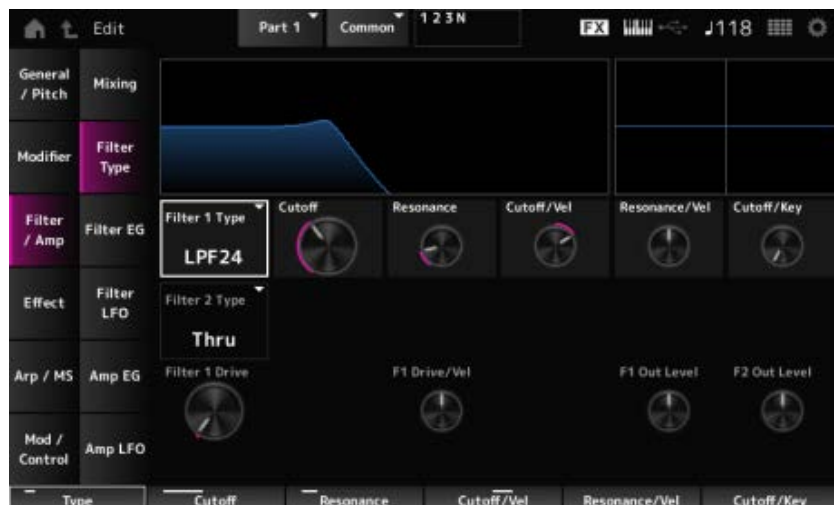 Edit
Part 1
Common
1 2 3 N
FX
♩118
General
/ Pitch
Modifier
Filter
/ Amp
Effect
Arp / MS
Mod /
Control
Mixing
Filter
Type
Filter EG
Filter
LFO
Amp EG
Amp LFO
Filter 1 Type
LPF24
Cutoff
Resonance
Cutoff/Vel
Resonance/Vel
Cutoff/Key
Filter 2 Type
Thru
Filter 1 Drive
F1 Drive/Vel
F1 Out Level
F2 Out Level
Type
Cutoff
Resonance
Cutoff/Vel
Resonance/Vel
Cutoff/Key